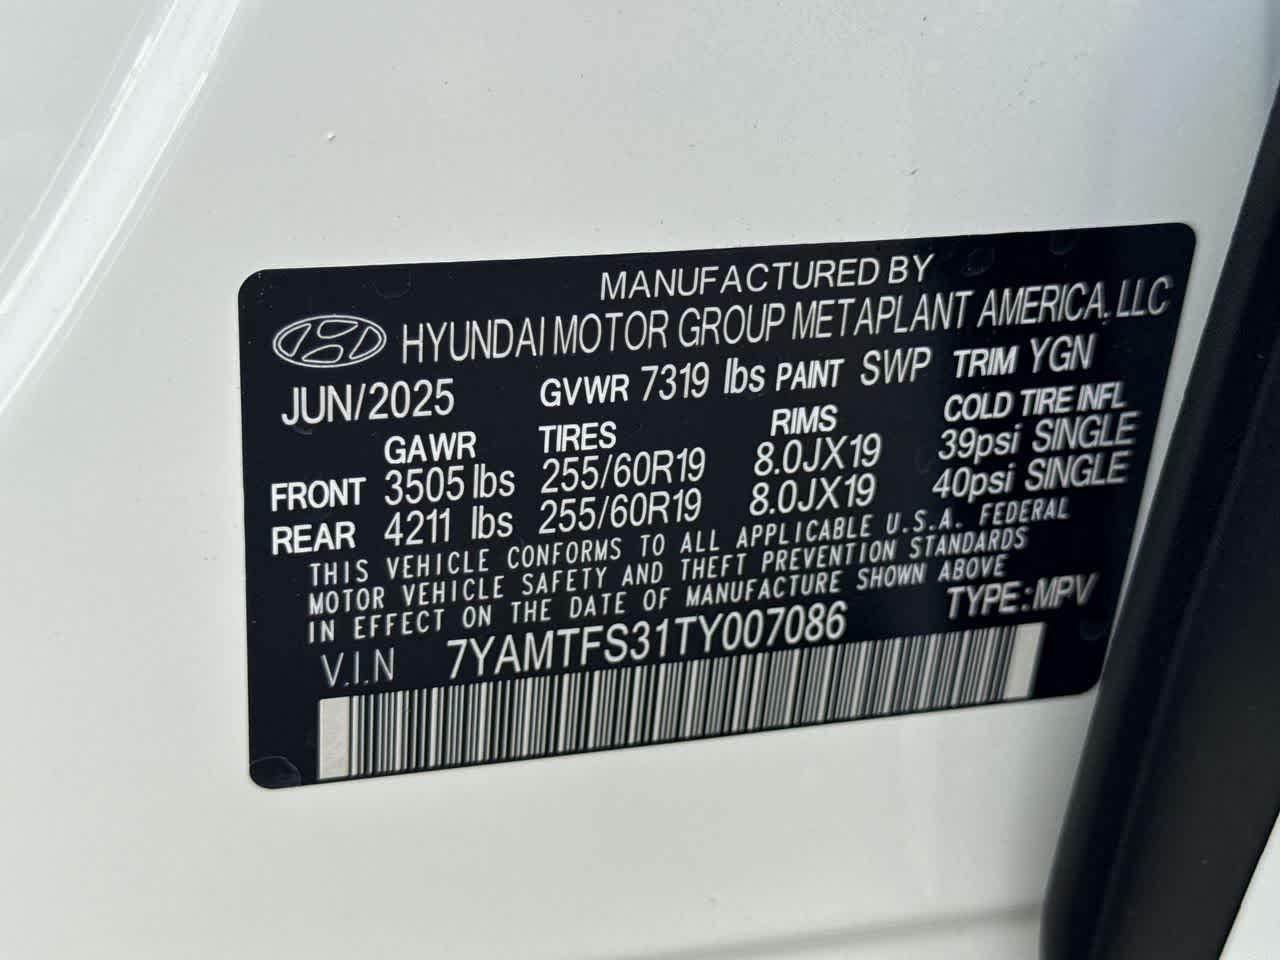 MANUFACTURED BY
HYUNDAI MOTOR GROUP METAPLANT AMERICA, LLC
JUN/2025 GVWR 7319 lbs PAINT SWP TRIM YGN
GAWR TIRES RIMS COLD TIRE INFL
FRONT 3505 lbs 255/60R19 8.0JX19 39psi SINGLE
REAR 4211 lbs 255/60R19 8.0JX19 40psi SINGLE
THIS VEHICLE CONFORMS TO ALL APPLICABLE U.S.A. FEDERAL
MOTOR VEHICLE SAFETY AND THEFT PREVENTION STANDARDS
IN EFFECT ON THE DATE OF MANUFACTURE SHOWN ABOVE
V.I.N 7YAMTFS31TY007086 TYPE:MPV